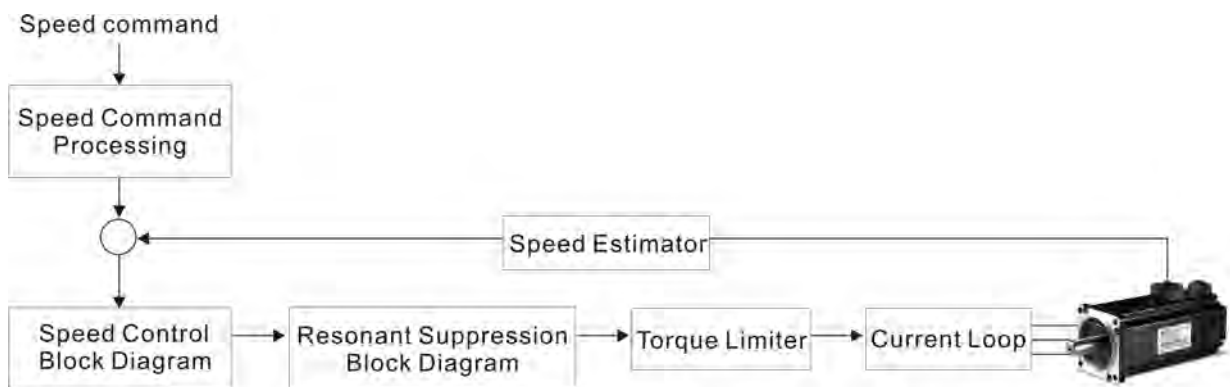 Speed command
Speed Command
Processing
Speed Estimator
Speed Control
Block Diagram
Resonant Suppression
Block Diagram
Torque Limiter
Current Loop